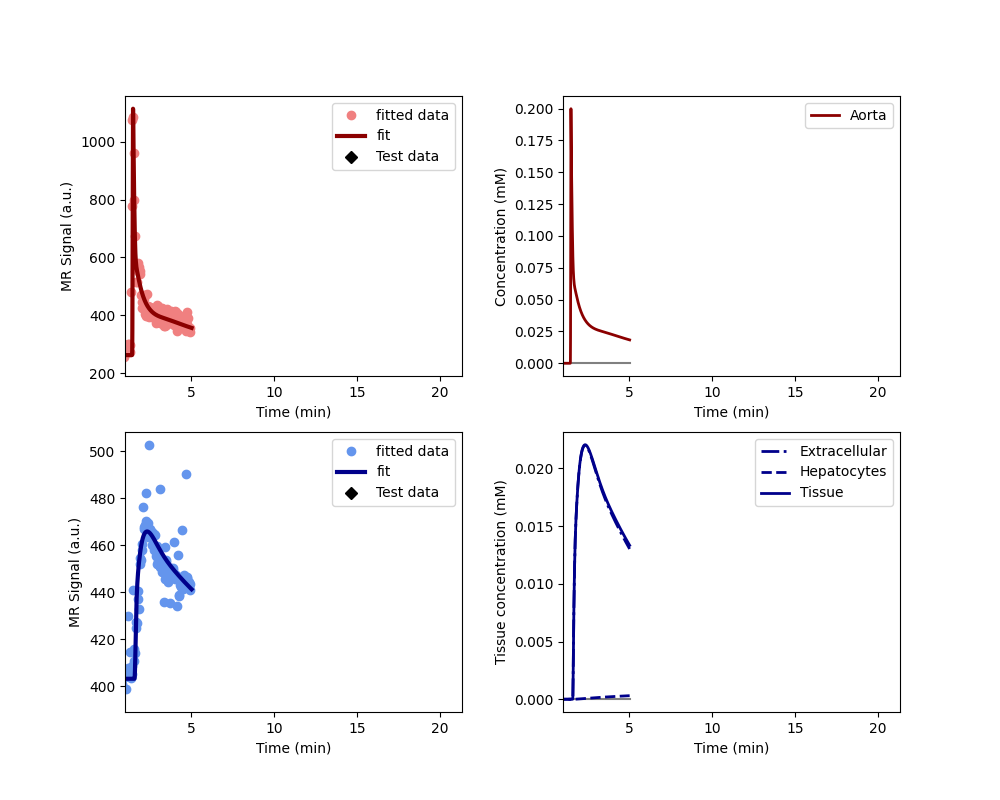 1000
800
600
400
200
MR Signal (a.u.)
5 10 15 20
Time (min)
fitted data
fit
Test data
0.200
0.175
0.150
0.125
0.100
0.075
0.050
0.025
0.000
Concentration (mM)
5 10 15 20
Time (min)
Aorta
500
480
460
440
420
400
MR Signal (a.u.)
5 10 15 20
Time (min)
fitted data
fit
Test data
0.020
0.015
0.010
0.005
0.000
Tissue concentration (mM)
5 10 15 20
Time (min)
Extracellular
Hepatocytes
Tissue